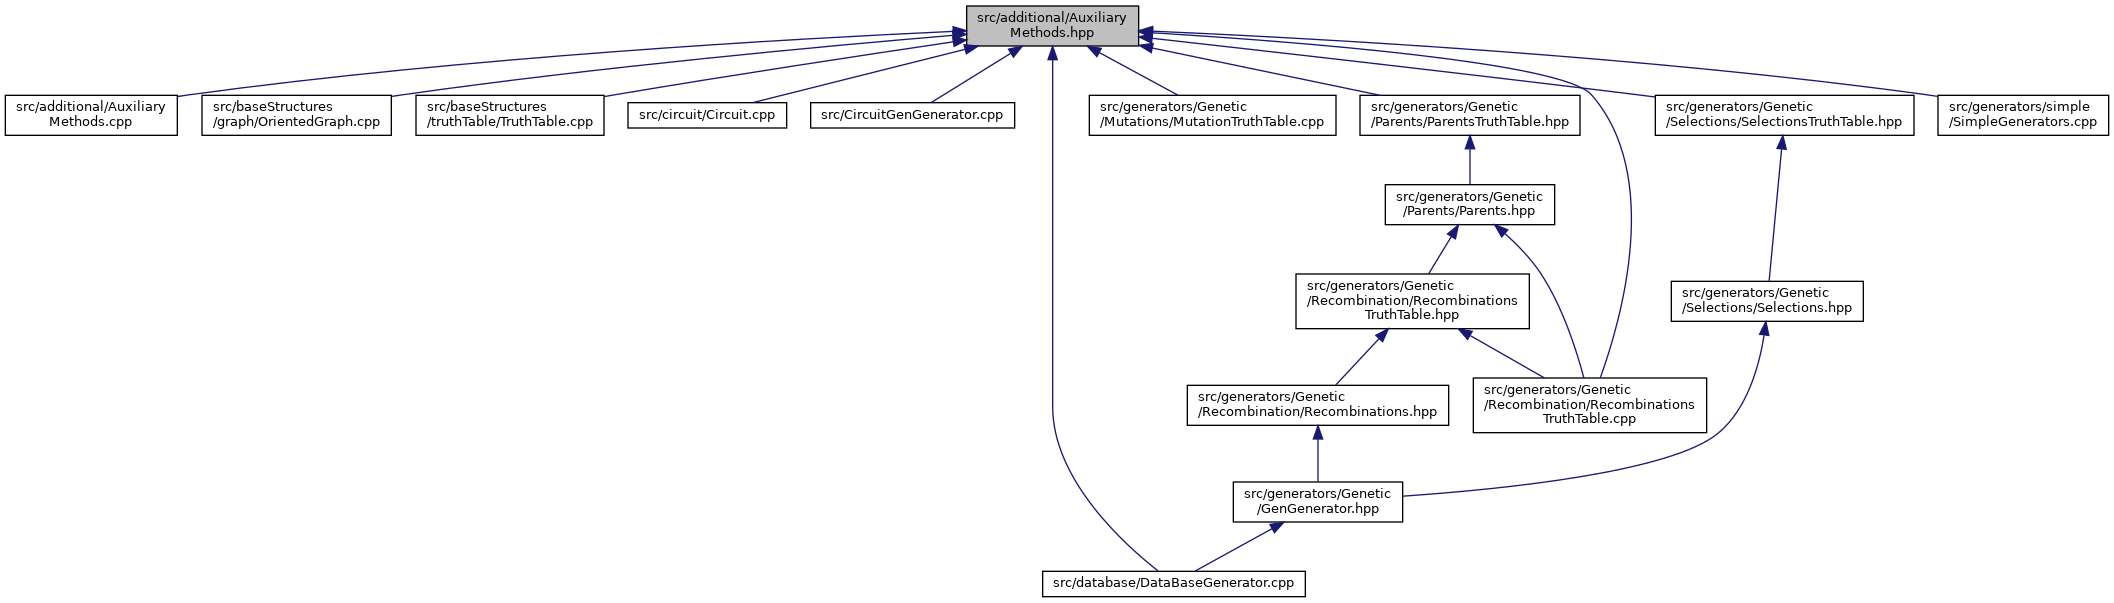 src/additional/Auxiliary
Methods.hpp
src/additional/Auxiliary
Methods.cpp
src/baseStructures
/graph/OrientedGraph.cpp
src/baseStructures
/truthTable/TruthTable.cpp
src/circuit/Circuit.cpp
src/CircuitGenGenerator.cpp
src/generators/Genetic
/Mutations/MutationTruthTable.cpp
src/generators/Genetic
/Parents/ParentsTruthTable.hpp
src/generators/Genetic
/Selections/SelectionsTruthTable.hpp
src/generators/simple
/SimpleGenerators.cpp
src/generators/Genetic
/Parents/Parents.hpp
src/generators/Genetic
/Recombination/Recombinations
TruthTable.hpp
src/generators/Genetic
/Selections/Selections.hpp
src/generators/Genetic
/Recombination/Recombinations.hpp
src/generators/Genetic
/Recombination/Recombinations
TruthTable.cpp
src/generators/Genetic
/GenGenerator.hpp
src/database/DataBaseGenerator.cpp